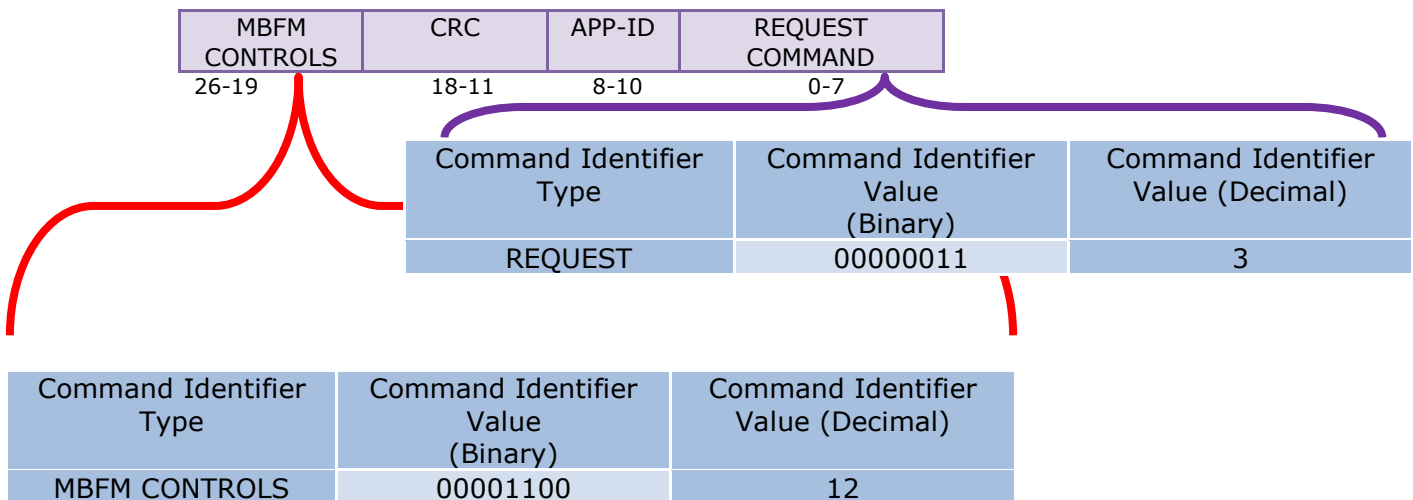 MBFM CONTROLS
CRC
APP-ID
REQUEST COMMAND
26-19
18-11
8-10
0-7
Command Identifier Type
Command Identifier Value (Binary)
Command Identifier Value (Decimal)
REQUEST
00000011
3
Command Identifier Type
Command Identifier Value (Binary)
Command Identifier Value (Decimal)
MBFM CONTROLS
00001100
12